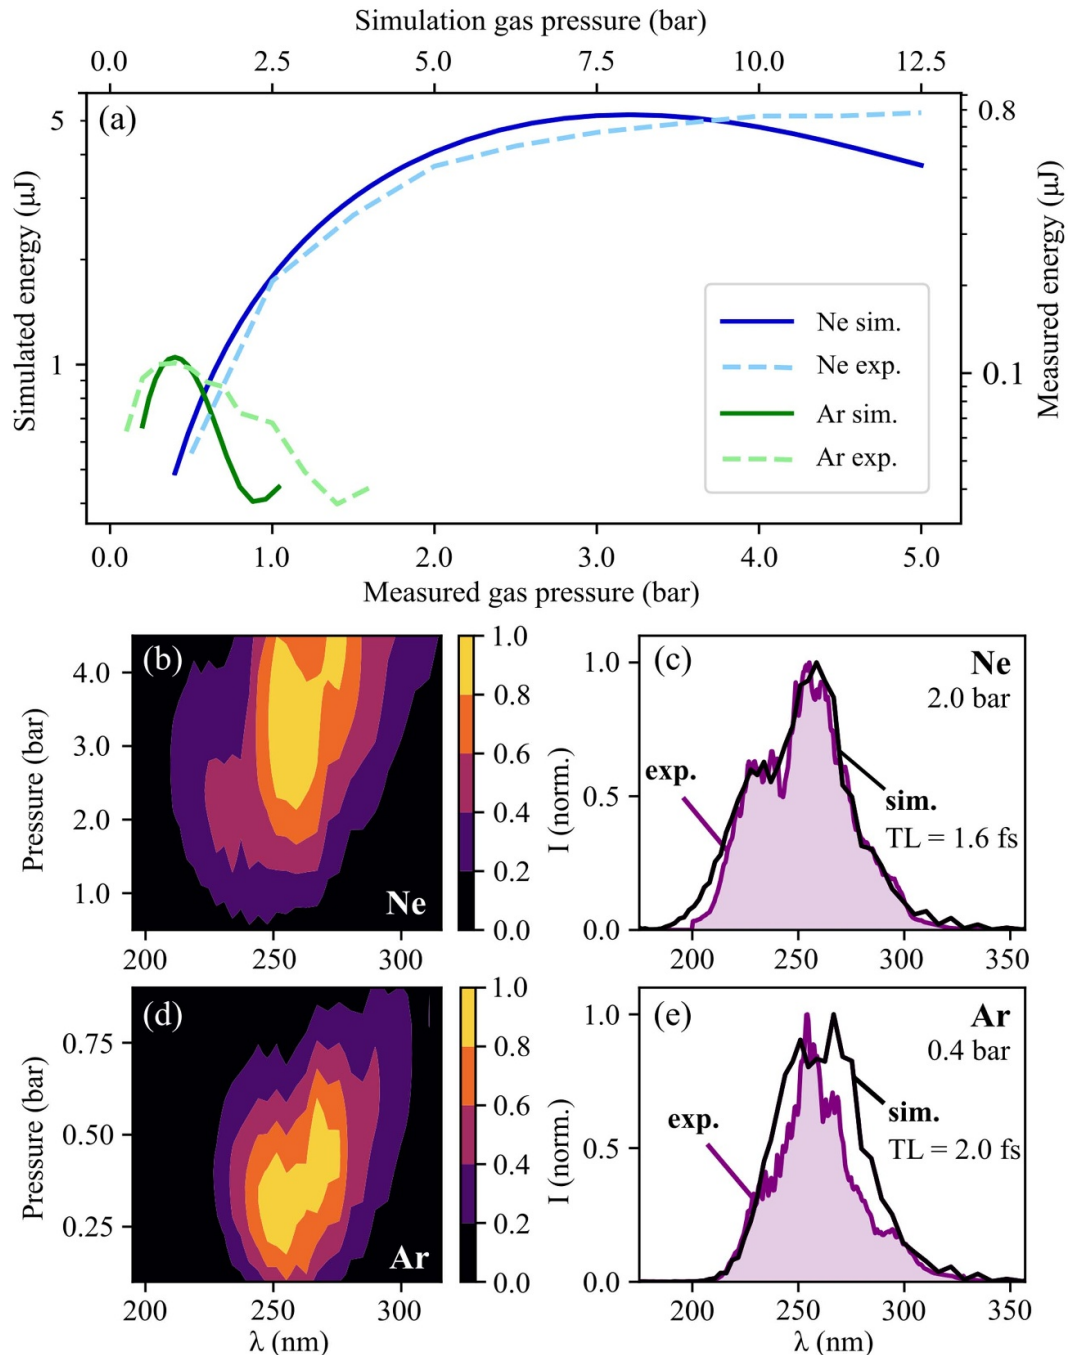 Simulation gas pressure (bar)
0.0 2.5 5.0 7.5 10.0 12.5
(a)
5
1
Simulated energy (μJ)
0.8
0.1
Measured energy (μJ)
Ne sim.
Ne exp.
Ar sim.
Ar exp.
0.0 1.0 2.0 3.0 4.0 5.0
Measured gas pressure (bar)
(b)
Ne
4.0
3.0
2.0
1.0
Pressure (bar)
200 250 300
1.0
0.8
0.6
0.4
0.2
0.0
(c)
Ne
2.0 bar
exp.
sim.
TL = 1.6 fs
1.0
0.5
0.0
I (norm.)
200 250 300 350
(d)
Ar
0.75
0.50
0.25
Pressure (bar)
200 250 300
λ (nm)
1.0
0.8
0.6
0.4
0.2
0.0
(e)
Ar
0.4 bar
exp.
sim.
TL = 2.0 fs
1.0
0.5
0.0
I (norm.)
200 250 300 350
λ (nm)